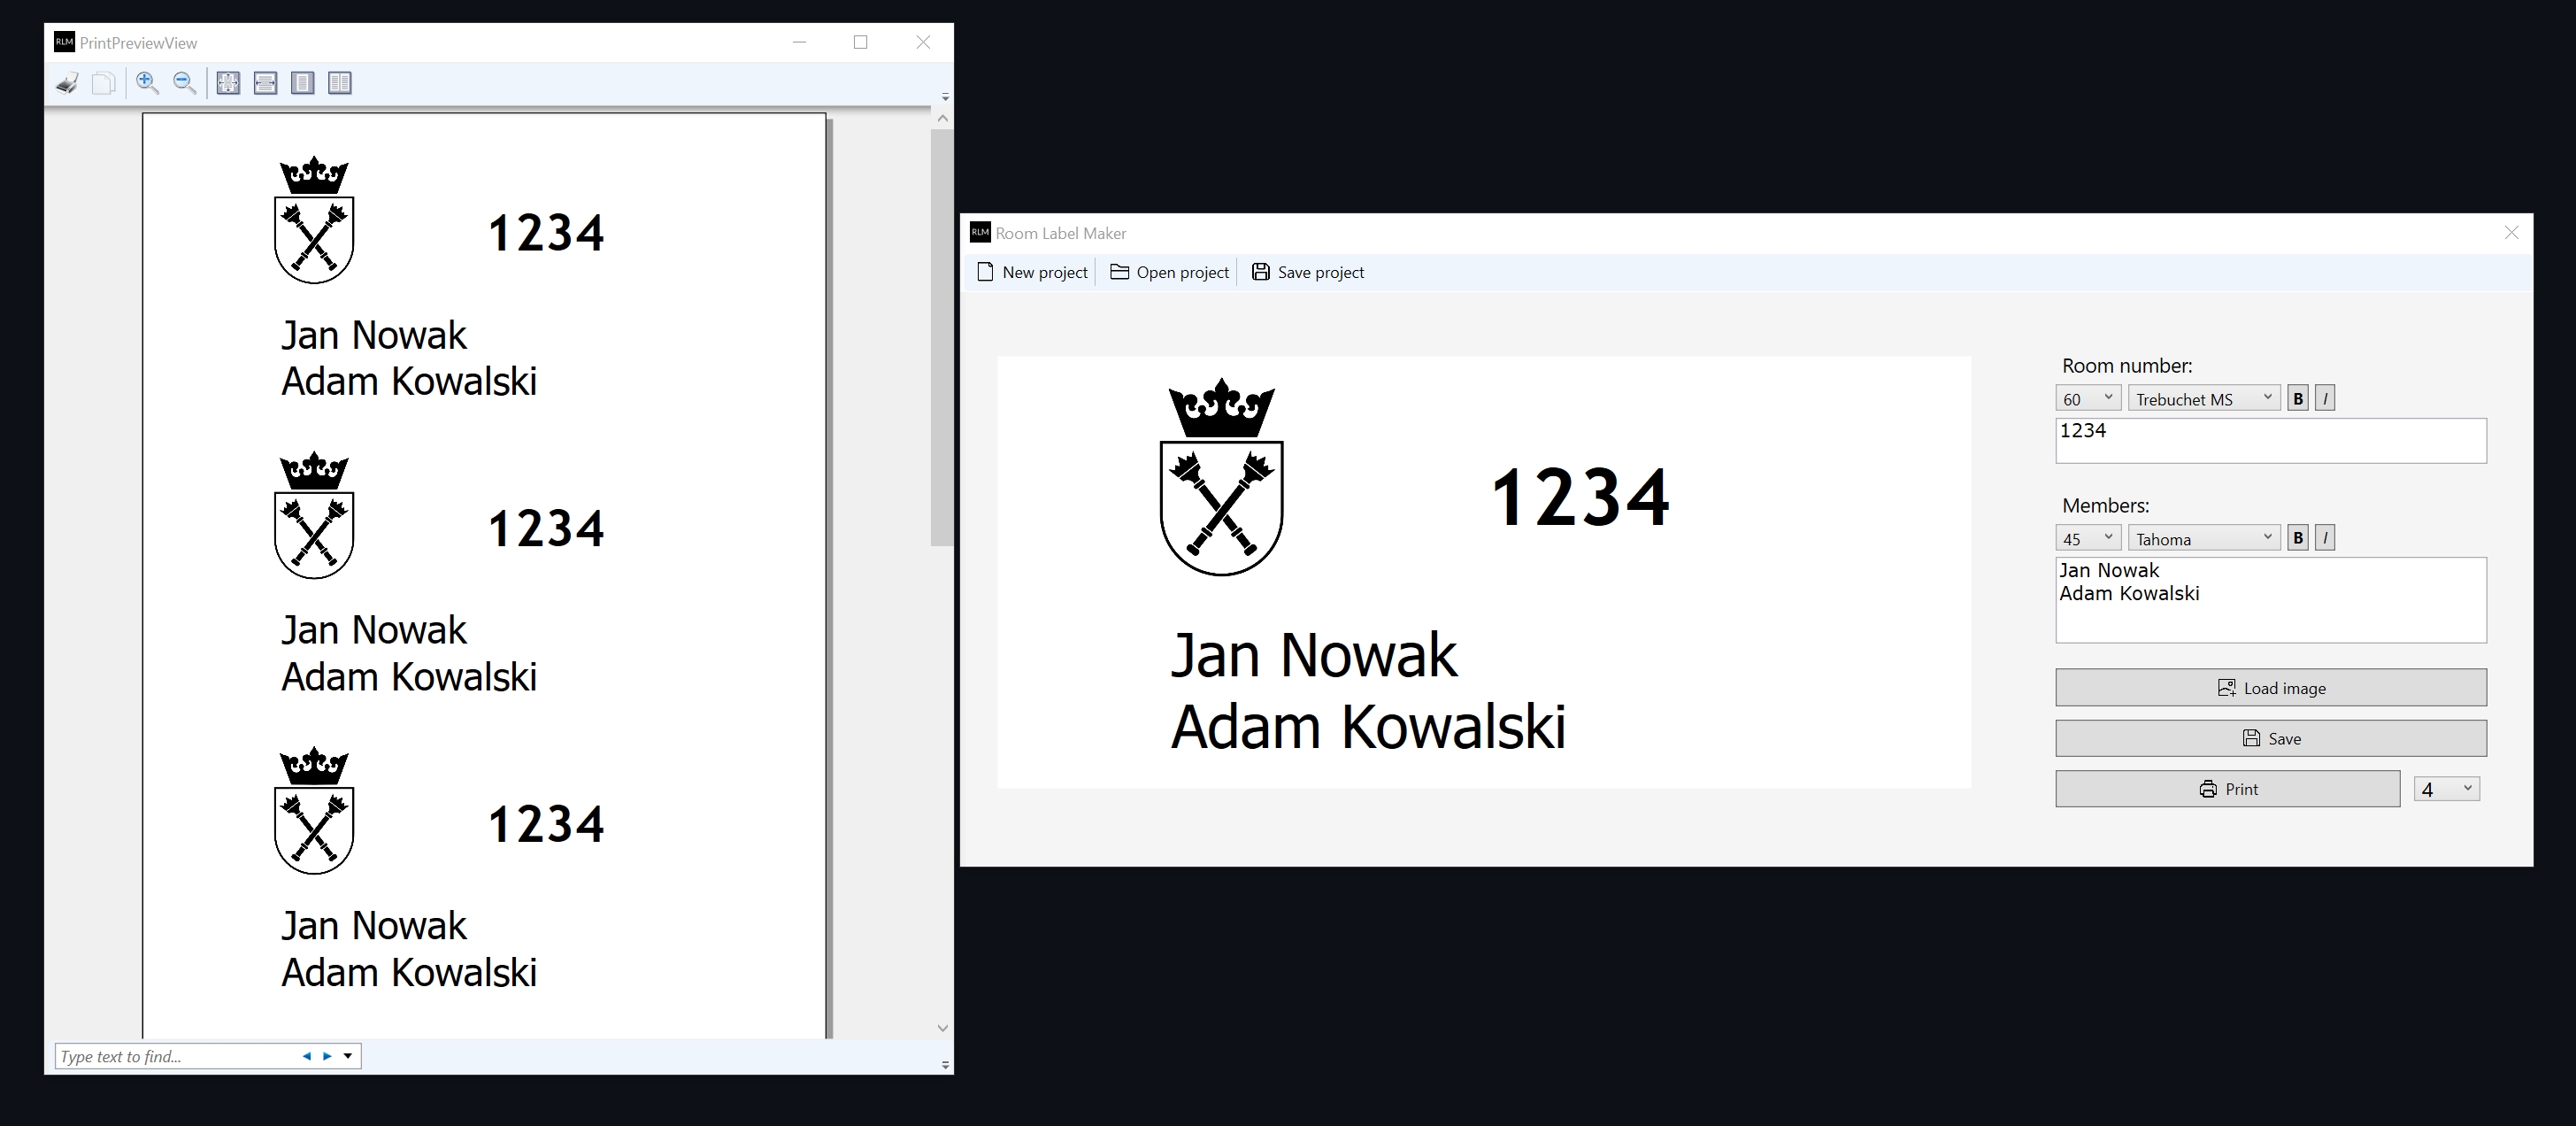 RLM PrintPreviewView
1234
Jan Nowak
Adam Kowalski
1234
Jan Nowak
Adam Kowalski
1234
Jan Nowak
Adam Kowalski
Type text to find...
RLM Room Label Maker
New project Open project Save project
1234
Jan Nowak
Adam Kowalski
Room number:
60 Trebuchet MS B I
1234
Members:
45 Tahoma B I
Jan Nowak
Adam Kowalski
Load image
Save
Print 4